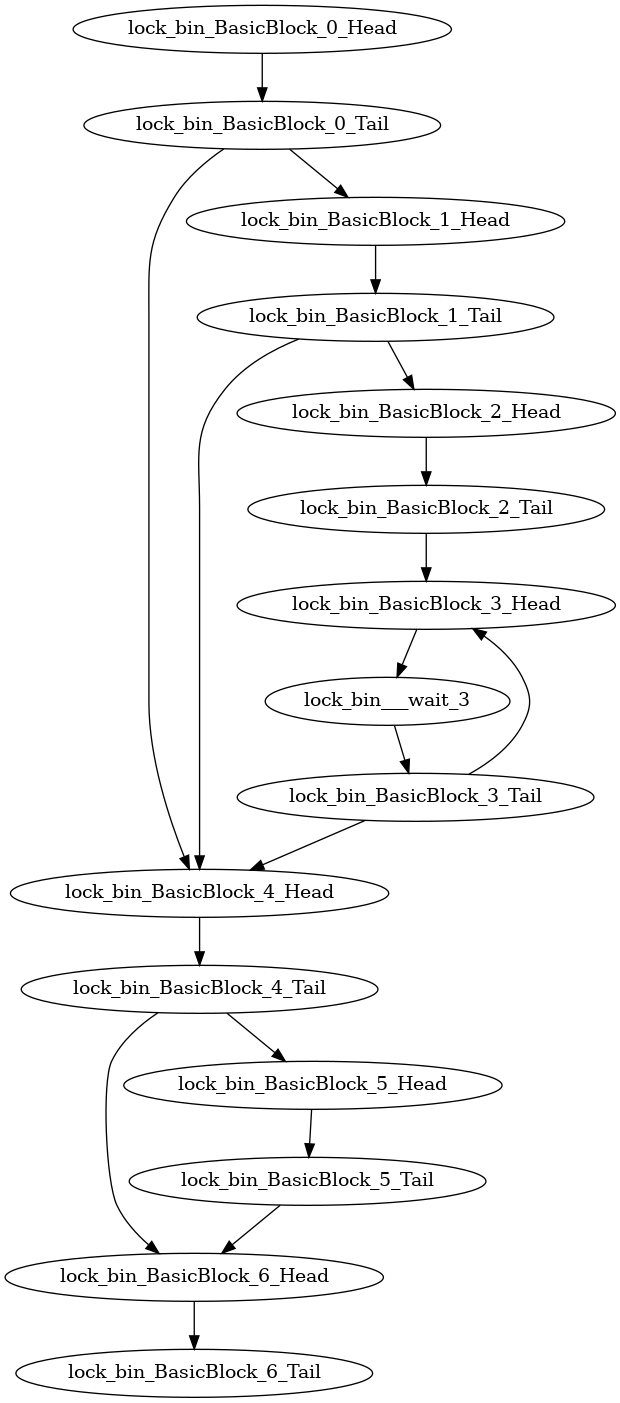 lock_bin_BasicBlock_0_Head
lock_bin_BasicBlock_0_Tail
lock_bin_BasicBlock_1_Head
lock_bin_BasicBlock_1_Tail
lock_bin_BasicBlock_2_Head
lock_bin_BasicBlock_2_Tail
lock_bin_BasicBlock_3_Head
lock_bin___wait_3
lock_bin_BasicBlock_3_Tail
lock_bin_BasicBlock_4_Head
lock_bin_BasicBlock_4_Tail
lock_bin_BasicBlock_5_Head
lock_bin_BasicBlock_5_Tail
lock_bin_BasicBlock_6_Head
lock_bin_BasicBlock_6_Tail